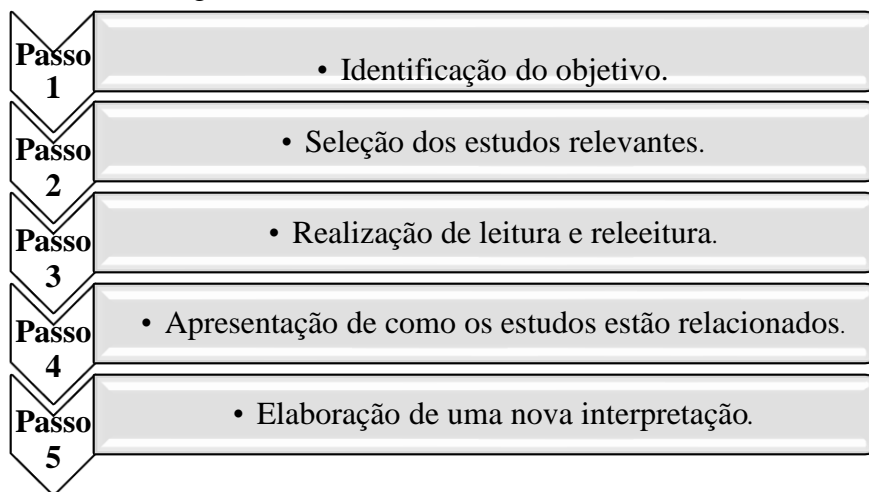 Passo 1
• Identificação do objetivo.
Passo 2
• Seleção dos estudos relevantes.
Passo 3
• Realização de leitura e releeitura.
Passo 4
• Apresentação de como os estudos estão relacionados.
Passo 5
• Elaboração de uma nova interpretação.